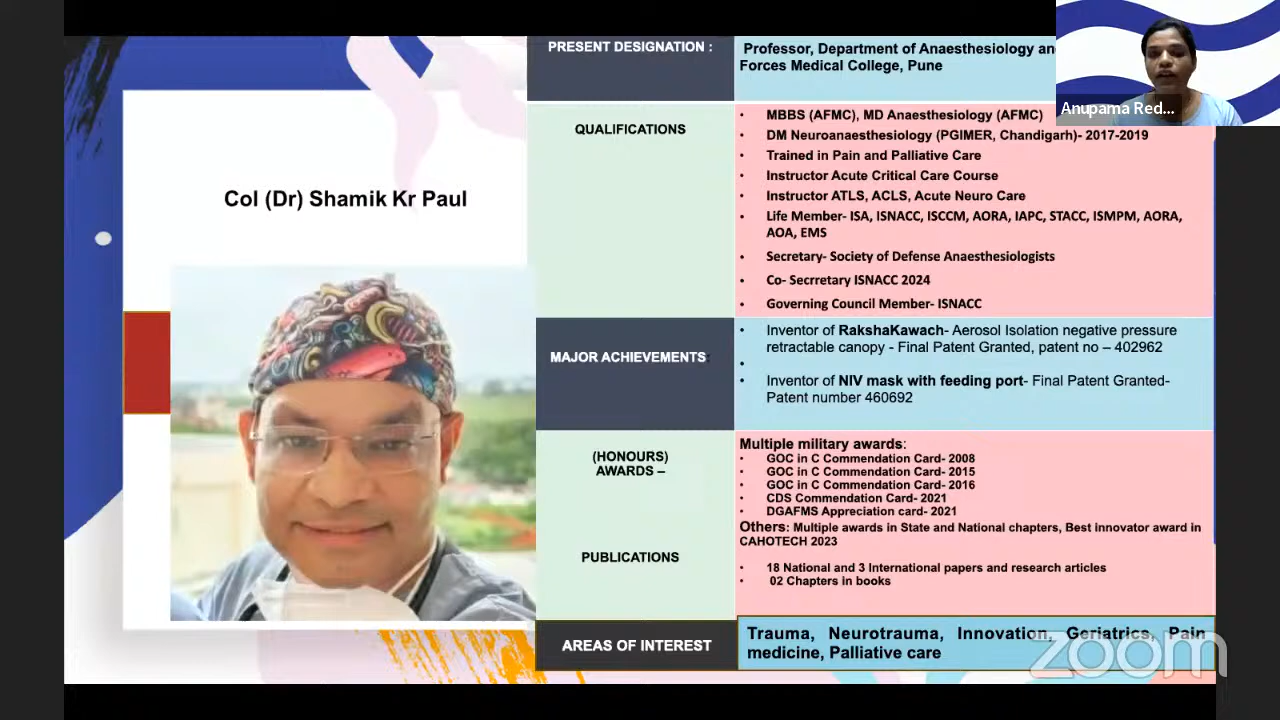 PRESENT DESIGNATION :
Professor, Department of Anaesthesiology
Forces Medical College, Pune
Anupama Red...
QUALIFICATIONS
• MBBS (AFMC), MD Anaesthesiology (AFMC)
• DM Neuroanaesthesiology (PGIMER, Chandigarh)- 2017-2019
• Trained in Pain and Palliative Care
• Instructor Acute Critical Care Course
• Instructor ATLS, ACLS, Acute Neuro Care
• Life Member- ISA, ISNACC, ISCCM, AORA, IAPC, STACC, ISMPM, AORA,
AOA, EMS
• Secretary- Society of Defense Anaesthesiologists
• Co- Secrretary ISNACC 2024
• Governing Council Member- ISNACC
Col (Dr) Shamik Kr Paul
MAJOR ACHIEVEMENTS:
• Inventor of RakshaKawach- Aerosol Isolation negative pressure
retractable canopy - Final Patent Granted, patent no – 402962
•
• Inventor of NIV mask with feeding port- Final Patent Granted-
Patent number 460692
(HONOURS)
AWARDS –
Multiple military awards:
• GOC in C Commendation Card- 2008
• GOC in C Commendation Card- 2015
• GOC in C Commendation Card- 2016
• CDS Commendation Card- 2021
• DGAFMS Appreciation card- 2021
Others: Multiple awards in State and National chapters, Best innovator award in
CAHOTECH 2023
PUBLICATIONS
• 18 National and 3 International papers and research articles
• 02 Chapters in books
AREAS OF INTEREST
Trauma, Neurotrauma, Innovation, Geriatrics, Pain
medicine, Palliative care
zoom